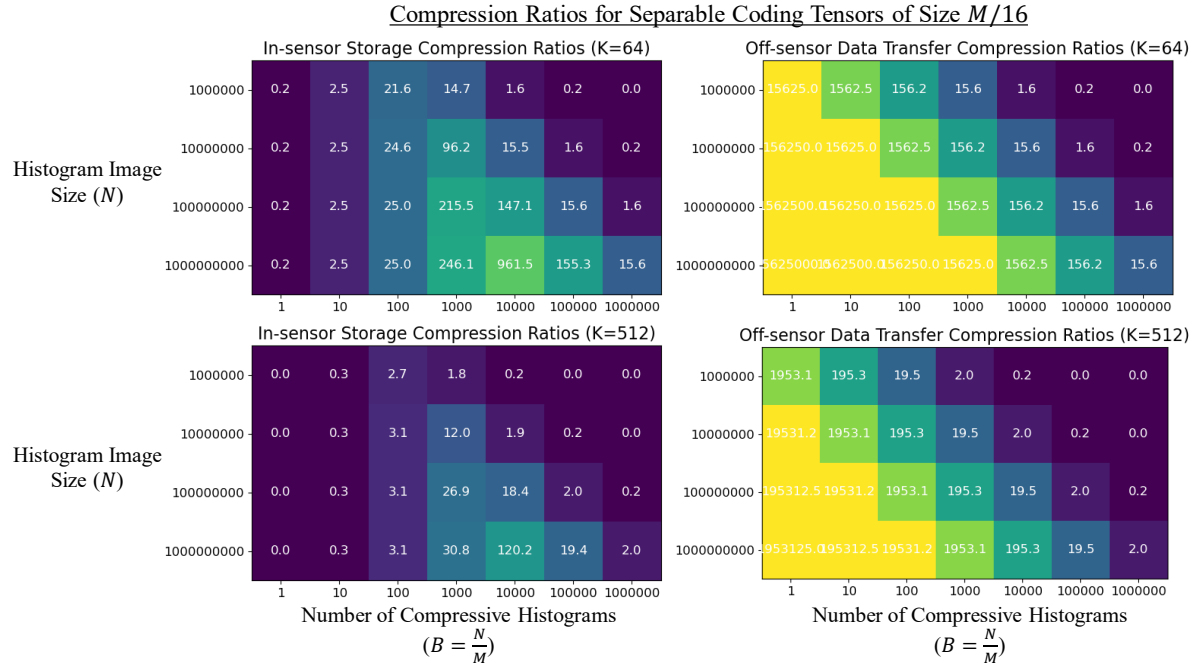 Compression Ratios for Separable Coding Tensors of Size M/16
In-sensor Storage Compression Ratios (K=64)
1000000 0.2 2.5 21.6 14.7 1.6 0.2 0.0
10000000 0.2 2.5 24.6 96.2 15.5 1.6 0.2
100000000 0.2 2.5 25.0 215.5 147.1 15.6 1.6
1000000000 0.2 2.5 25.0 246.1 961.5 155.3 15.6
1 10 100 1000 10000 100000 1000000
Histogram Image
Size (N)
Off-sensor Data Transfer Compression Ratios (K=64)
15625.0 1562.5 156.2 15.6 1.6 0.2 0.0
156250.0 15625.0 1562.5 156.2 15.6 1.6 0.2
1562500.0 156250.0 15625.0 1562.5 156.2 15.6 1.6
1562500.0 156250.0 15625.0 1562.5 156.2 15.6
1 10 100 1000 10000 100000 1000000
In-sensor Storage Compression Ratios (K=512)
1000000 0.0 0.3 2.7 1.8 0.2 0.0 0.0
10000000 0.0 0.3 3.1 12.0 1.9 0.2 0.0
100000000 0.0 0.3 3.1 26.9 18.4 2.0 0.2
1000000000 0.0 0.3 3.1 30.8 120.2 19.4 2.0
1 10 100 1000 10000 100000 1000000
Histogram Image
Size (N)
Number of Compressive Histograms
(B = N/M)
Off-sensor Data Transfer Compression Ratios (K=512)
1000000 1953.1 195.3 19.5 2.0 0.2 0.0 0.0
10000000 19531.2 1953.1 195.3 19.5 2.0 0.2 0.0
100000000 195312.5 19531.2 1953.1 195.3 19.5 2.0 0.2
1000000000 1953125.0 195312.5 19531.2 1953.1 195.3 19.5 2.0
1 10 100 1000 10000 100000 1000000
Number of Compressive Histograms
(B = N/M)